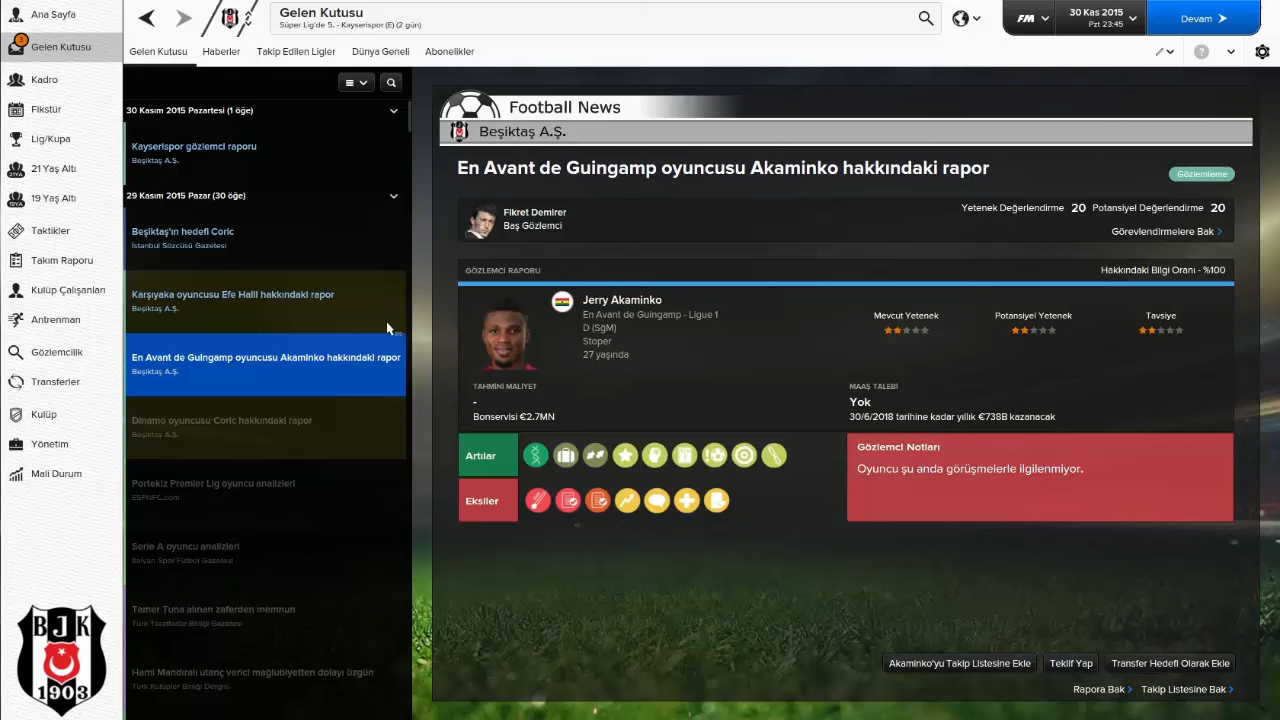 Ana Sayfa
3
Gelen Kutusu
Kadro
Fikstür
Lig/Kupa
21YA
21 Yaş Altı
19YA
19 Yaş Altı
Taktikler
Takım Raporu
Kulüp Çalışanları
Antrenman
Gözlemcilik
Transferler
Kulüp
Yönetim
Mali Durum
BJK
1903
Gelen Kutusu
Süper Lig'de 5. - Kayserispor (E) (2 gün)
FM
30 Kas 2015
Pzt 23:45
Devam
Gelen Kutusu
Haberler
Takip Edilen Ligler
Dünya Geneli
Abonelikler
?
30 Kasım 2015 Pazartesi (1 öğe)
Kayserispor gözlemci raporu
Beşiktaş A.Ş.
29 Kasım 2015 Pazar (30 öğe)
Beşiktaş'ın hedefi Coric
İstanbul Sözcüsü Gazetesi
Karşıyaka oyuncusu Efe Halil hakkındaki rapor
Beşiktaş A.Ş.
En Avant de Guingamp oyuncusu Akaminko hakkındaki rapor
Beşiktaş A.Ş.
Dinamo oyuncusu Coric hakkındaki rapor
Beşiktaş A.Ş.
Portekiz Premier Lig oyuncu analizleri
ESPNFC.com
Serie A oyuncu analizleri
İtalyan Spor Futbol Gazetesi
Tamer Tuna alınan zaferden memnun
Türk Taraftarlar Birliği Gazetesi
Hami Mandıralı utanç verici mağlubiyetten dolayı üzgün
Türk Kulüpler Birliği Dergisi
Football News
Beşiktaş A.Ş.
En Avant de Guingamp oyuncusu Akaminko hakkındaki rapor
Gözlemleme
Fikret Demirer
Baş Gözlemci
Yetenek Değerlendirme 20 Potansiyel Değerlendirme 20
Görevlendirmelere Bak
GÖZLEMCİ RAPORU
Hakkındaki Bilgi Oranı - %100
Jerry Akaminko
En Avant de Guingamp - Ligue 1
D (SğM)
Stoper
27 yaşında
Mevcut Yetenek
Potansiyel Yetenek
Tavsiye
TAHMİNİ MALİYET
-
Bonservisi €2.7MN
MAAŞ TALEBİ
Yok
30/6/2018 tarihine kadar yıllık €738B kazanacak
Artılar
Eksiler
Gözlemci Notları
Oyuncu şu anda görüşmelerle ilgilenmiyor.
Akaminko'yu Takip Listesine Ekle
Teklif Yap
Transfer Hedefi Olarak Ekle
Rapora Bak
Takip Listesine Bak